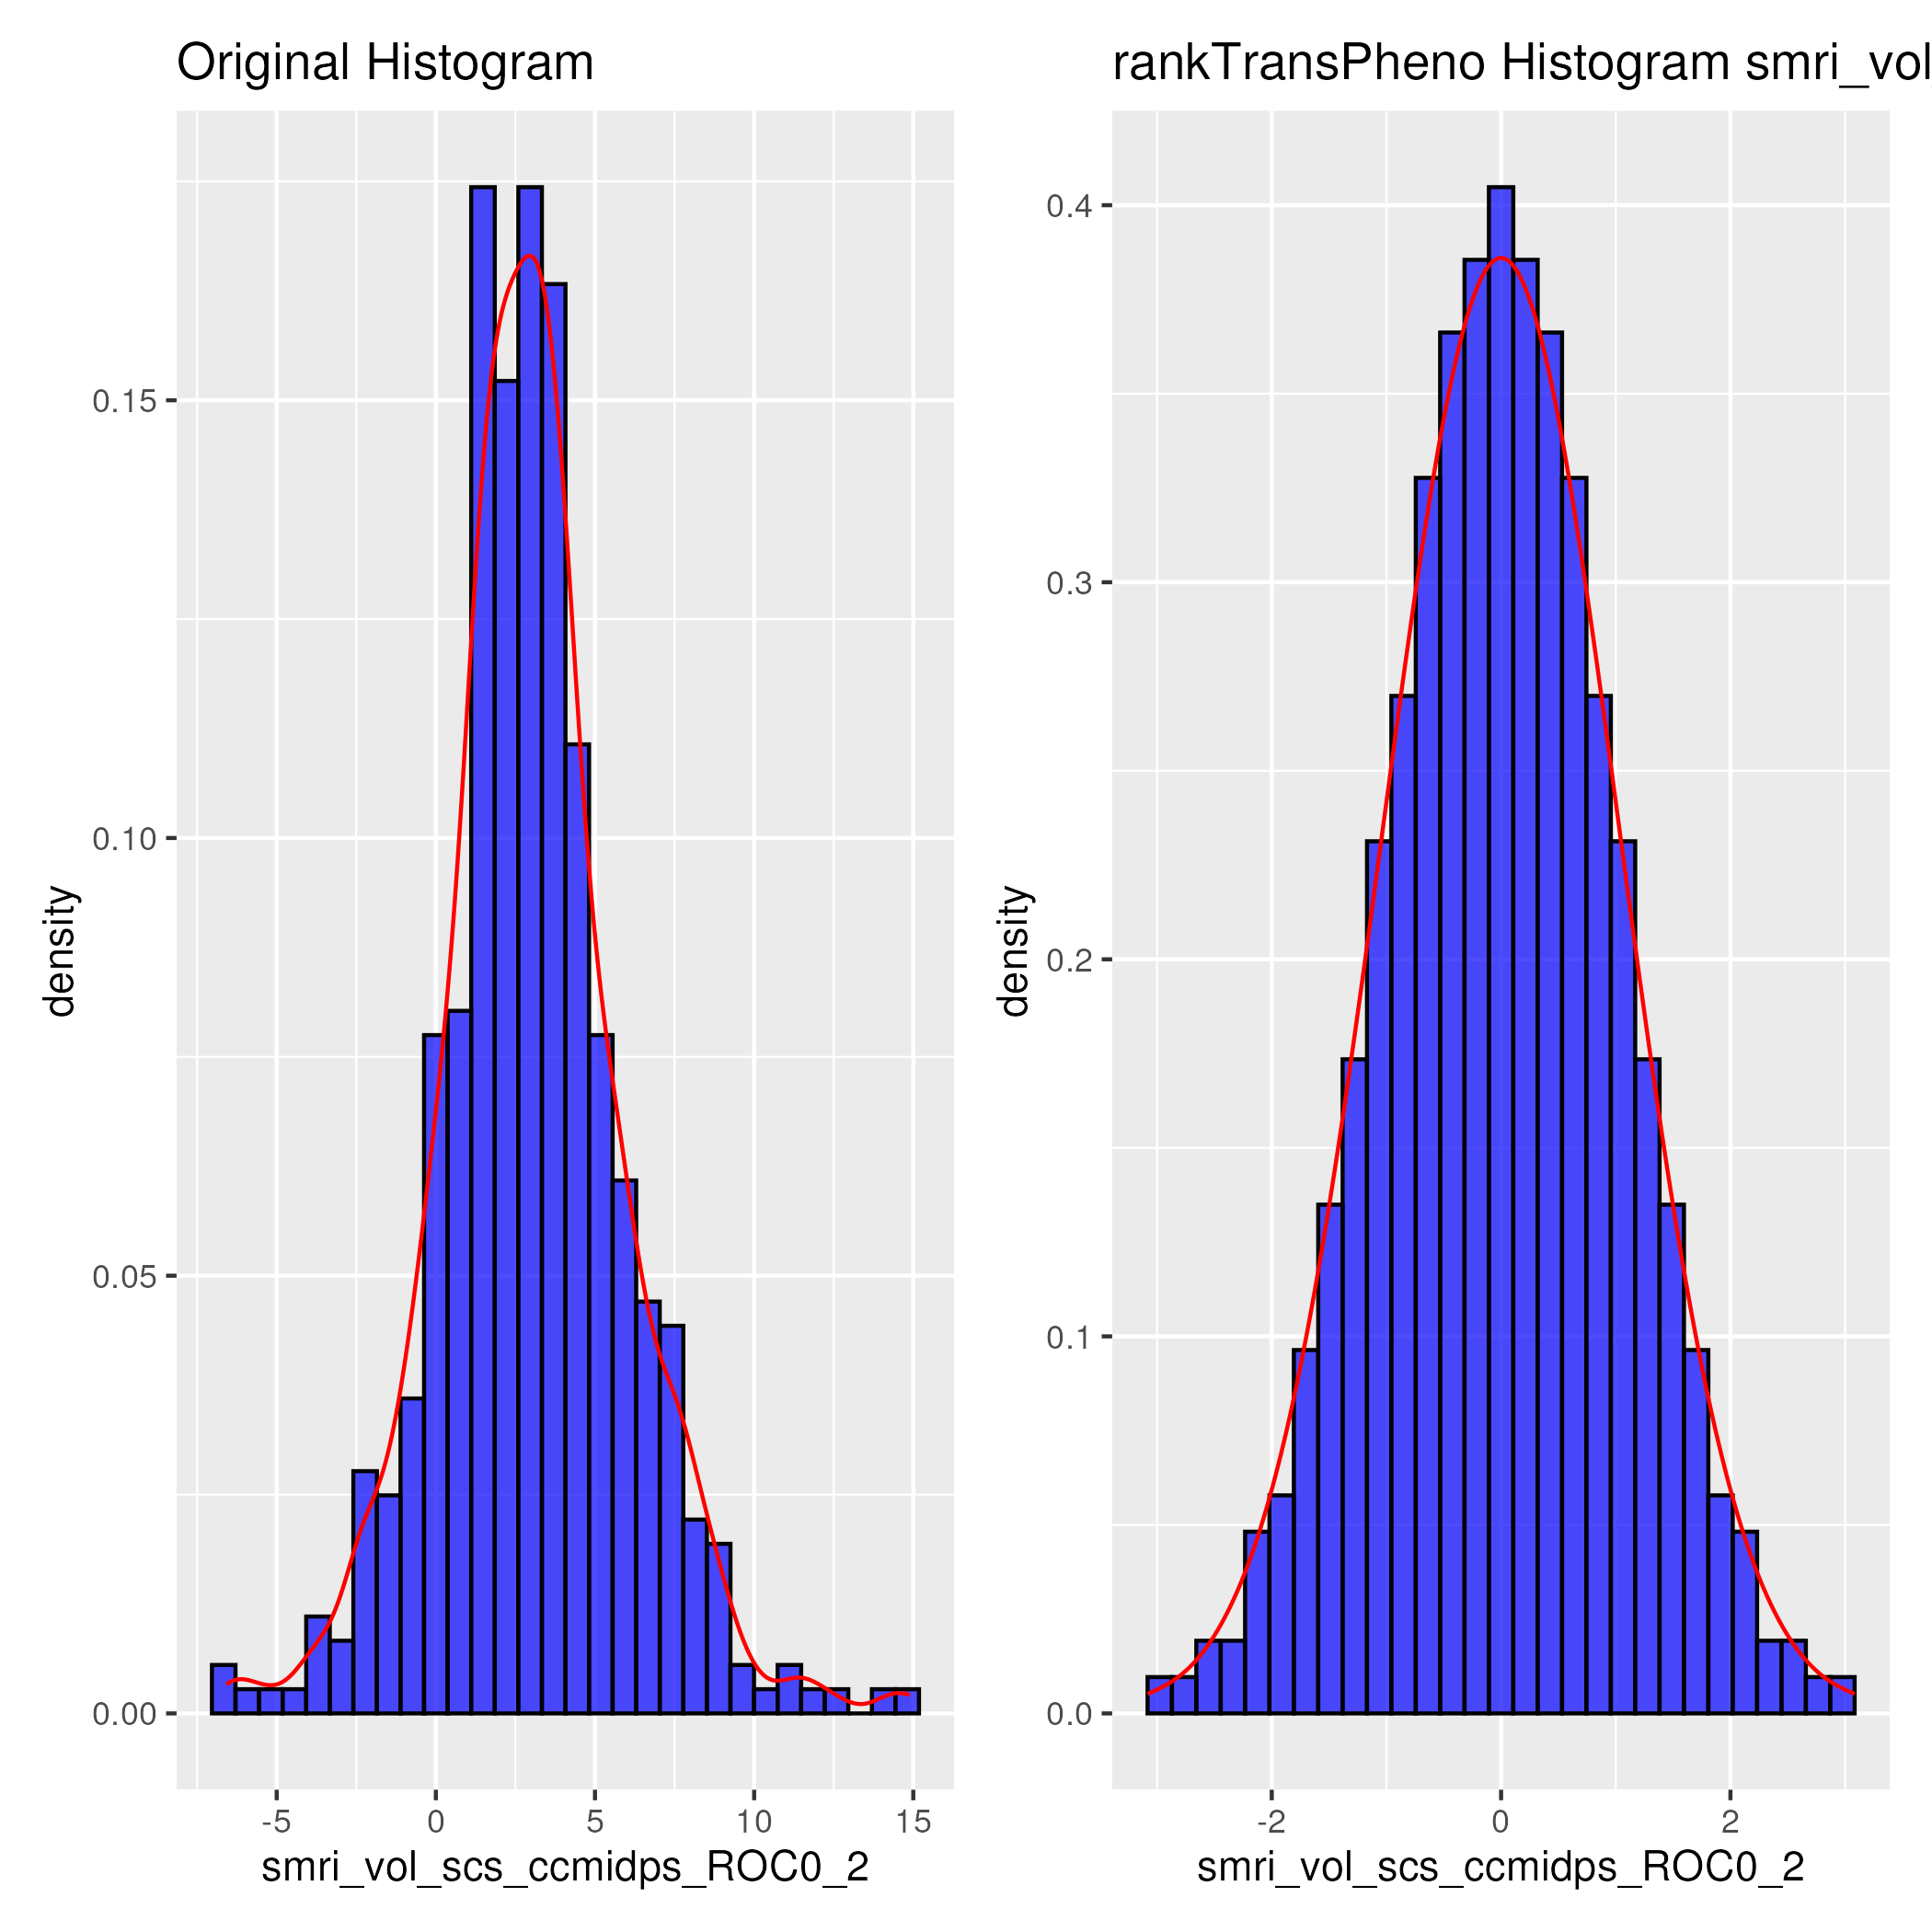 Original Histogram
density
0.15
0.10
0.05
0.00
-5
0
5
10
15
smri_vol_scs_ccmidps_ROC0_2
rankTransPheno Histogram smri_vol_
density
0.4
0.3
0.2
0.1
0.0
-2
0
2
smri_vol_scs_ccmidps_ROC0_2